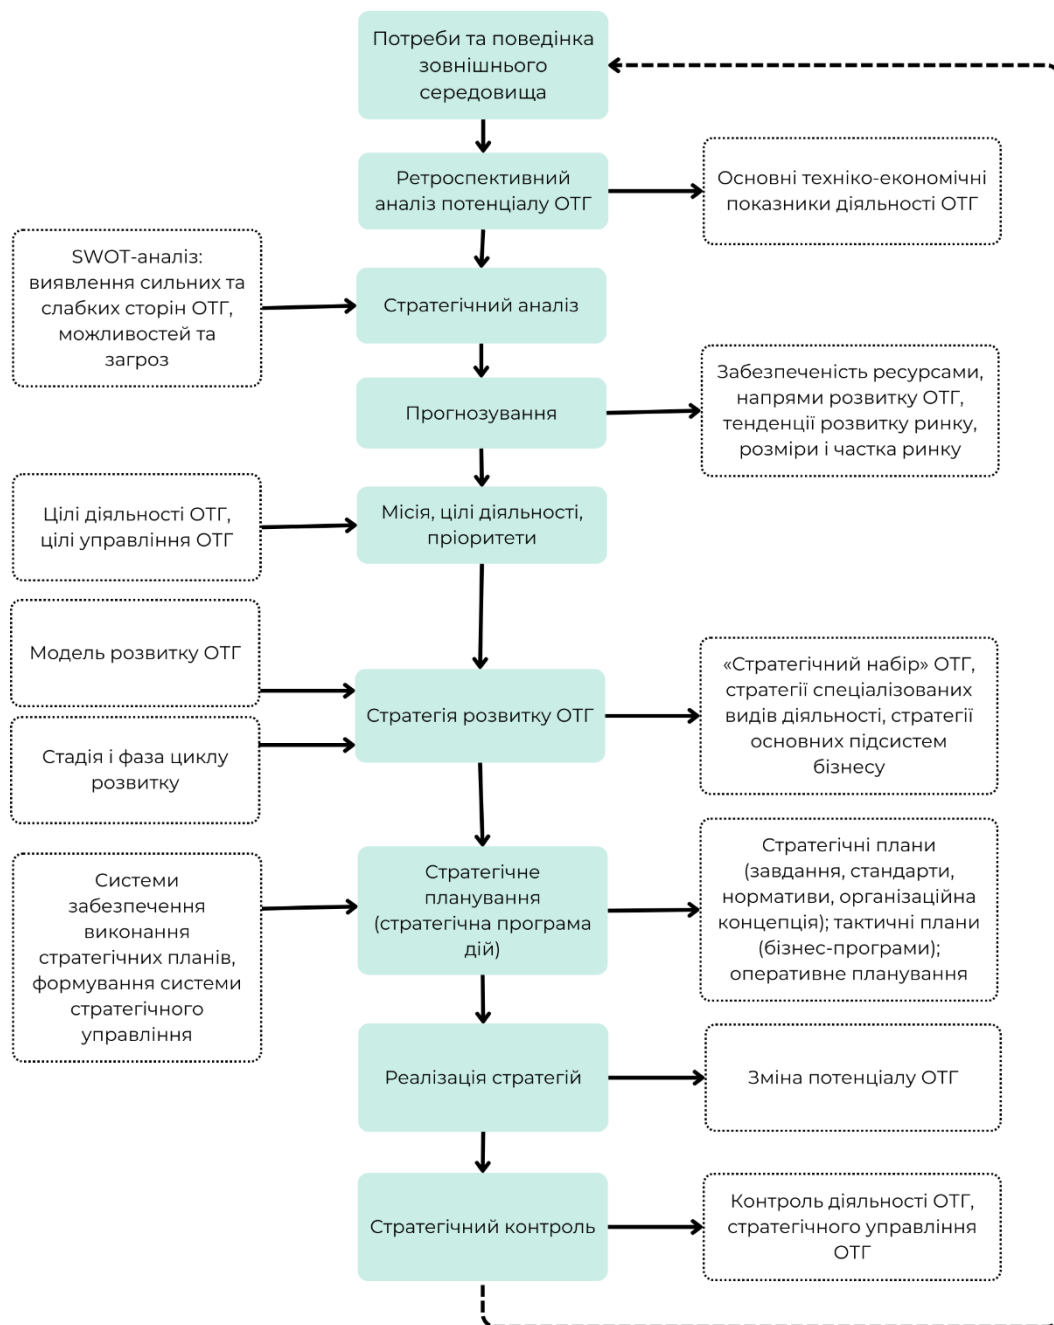 Потреби та поведінка
зовнішнього
середовища
Ретроспективний
аналіз потенціалу ОТГ
Основні техніко-економічні
показники діяльності ОТГ
SWOT-аналіз:
виявлення сильних та
слабких сторін ОТГ,
можливостей та
загроз
Стратегічний аналіз
Прогнозування
Забезпеченість ресурсами,
напрями розвитку ОТГ,
тенденції розвитку ринку,
розміри і частка ринку
Цілі діяльності ОТГ,
цілі управління ОТГ
Місія, цілі діяльності,
пріоритети
Модель розвитку ОТГ
Стадія і фаза циклу
розвитку
Стратегія розвитку ОТГ
«Стратегічний набір» ОТГ,
стратегії спеціалізованих
видів діяльності, стратегії
основних підсистем
бізнесу
Системи
забезпечення
виконання
стратегічних планів,
формування системи
стратегічного
управління
Стратегічне
планування
(стратегічна програма
дій)
Стратегічні плани
(завдання, стандарти,
нормативи, організаційна
концепція); тактичні плани
(бізнес-програми);
оперативне планування
Реалізація стратегій
Зміна потенціалу ОТГ
Стратегічний контроль
Контроль діяльності ОТГ,
стратегічного управління
ОТГ